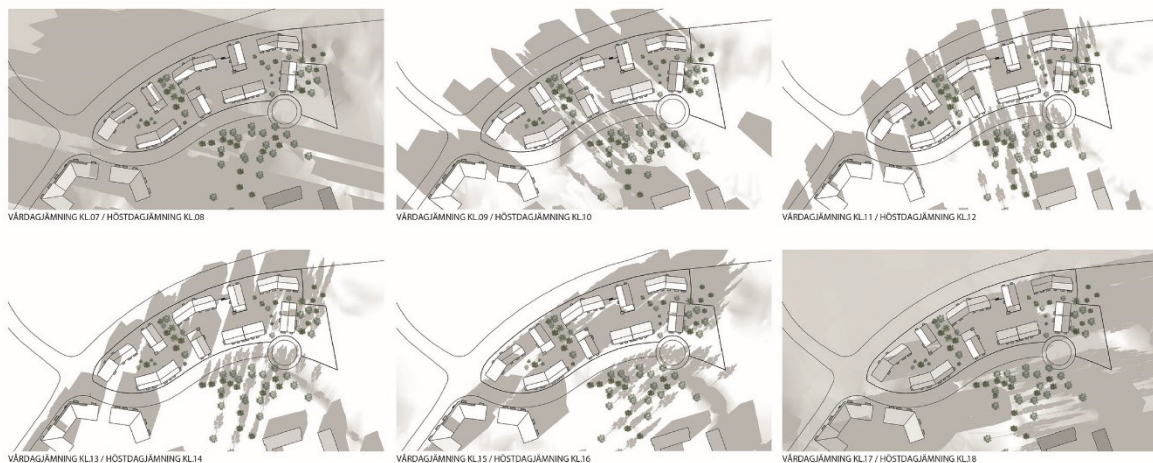 VÅRDAGJÄMNING KL.07 / HÖSTDAGJÄMNING KL.08
VÅRDAGJÄMNING KL.09 / HÖSTDAGJÄMNING KL.10
VÅRDAGJÄMNING KL.11 / HÖSTDAGJÄMNING KL.12
VÅRDAGJÄMNING KL.13 / HÖSTDAGJÄMNING KL.14
VÅRDAGJÄMNING KL.15 / HÖSTDAGJÄMNING KL.16
VÅRDAGJÄMNING KL.17 / HÖSTDAGJÄMNING KL.18